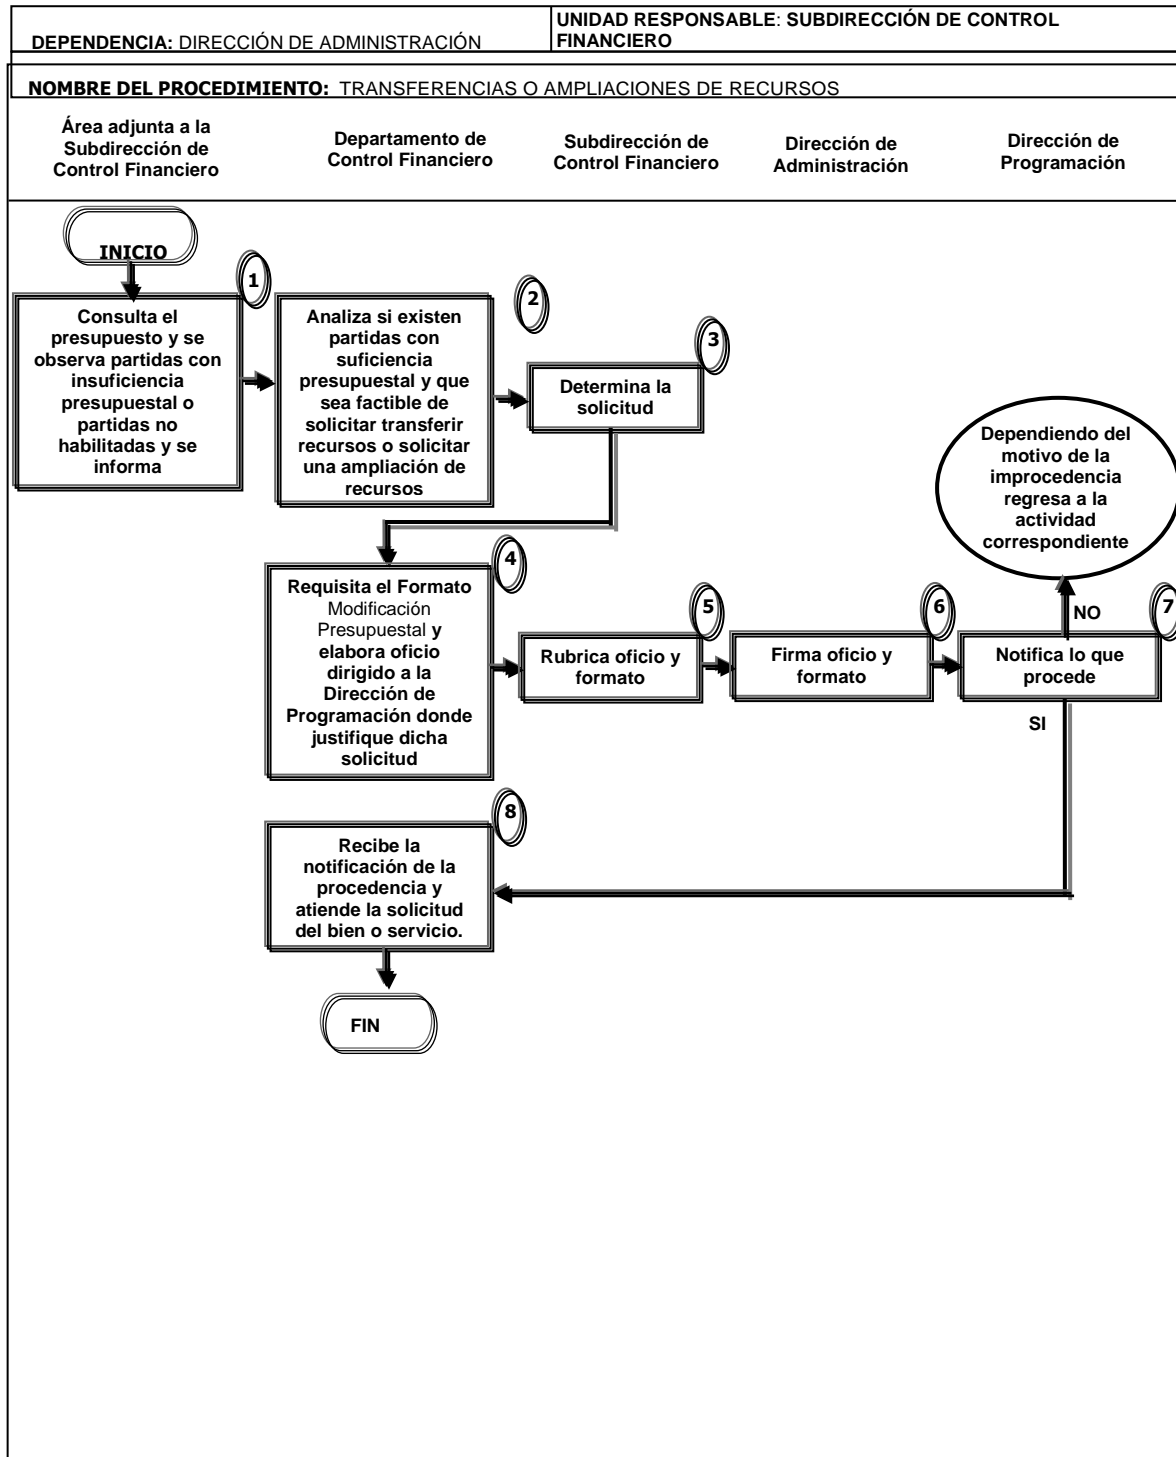 DEPENDENCIA: DIRECCIÓN DE ADMINISTRACIÓN
UNIDAD RESPONSABLE: SUBDIRECCIÓN DE CONTROL
FINANCIERO
NOMBRE DEL PROCEDIMIENTO: TRANSFERENCIAS O AMPLIACIONES DE RECURSOS
Área adjunta a la
Subdirección de
Control Financiero
Departamento de
Control Financiero
Subdirección de
Control Financiero
Dirección de
Administración
Dirección de
Programación
INICIO
1
Consulta el
presupuesto y se
observa partidas con
insuficiencia
presupuestal o
partidas no
habilitadas y se
informa
2
Analiza si existen
partidas con
suficiencia
presupuestal y que
sea factible de
solicitar transferir
recursos o solicitar
una ampliación de
recursos
3
Determina la
solicitud
Dependiendo del
motivo de la
improcedencia
regresa a la
actividad
correspondiente
4
Requisita el Formato
Modificación
Presupuestal y
elabora oficio
dirigido a la
Dirección de
Programación donde
justifique dicha
solicitud
5
Rubrica oficio y
formato
6
Firma oficio y
formato
7
NO
Notifica lo que
procede
SI
8
Recibe la
notificación de la
procedencia y
atiende la solicitud
del bien o servicio.
FIN